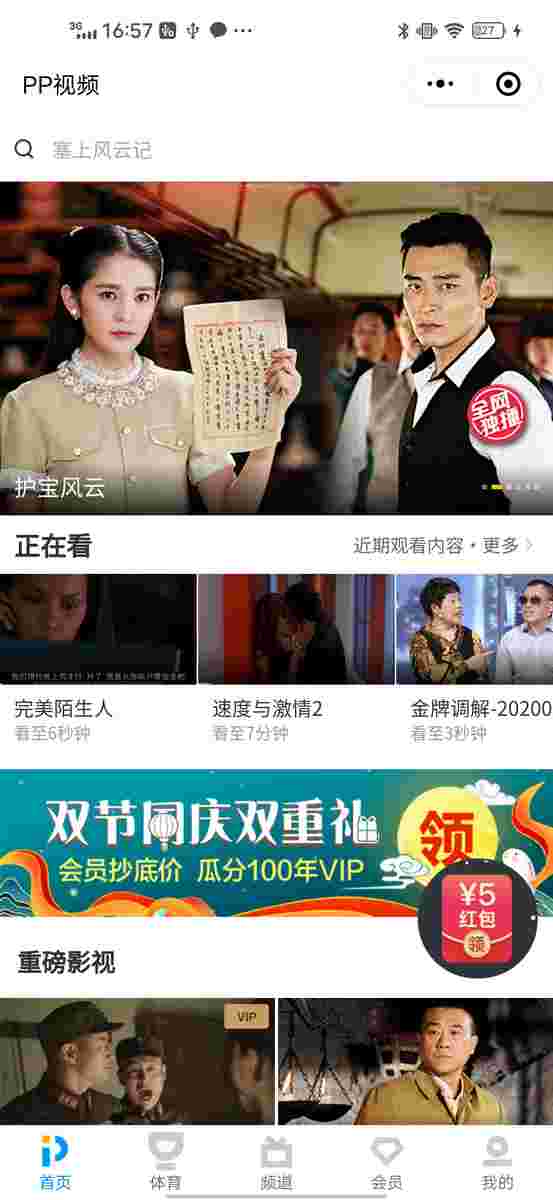 3G 16:57 27
PP视频
塞上风云记
全网
独播
护宝风云
正在看
近期观看内容·更多
完美陌生人
看至6秒钟
速度与激情2
看至7分钟
金牌调解-20200
看至3秒钟
双节同庆双重礼
领
会员抄底价 瓜分100年VIP
¥5
红包
领
重磅影视
VIP
首页
体育
频道
会员
我的